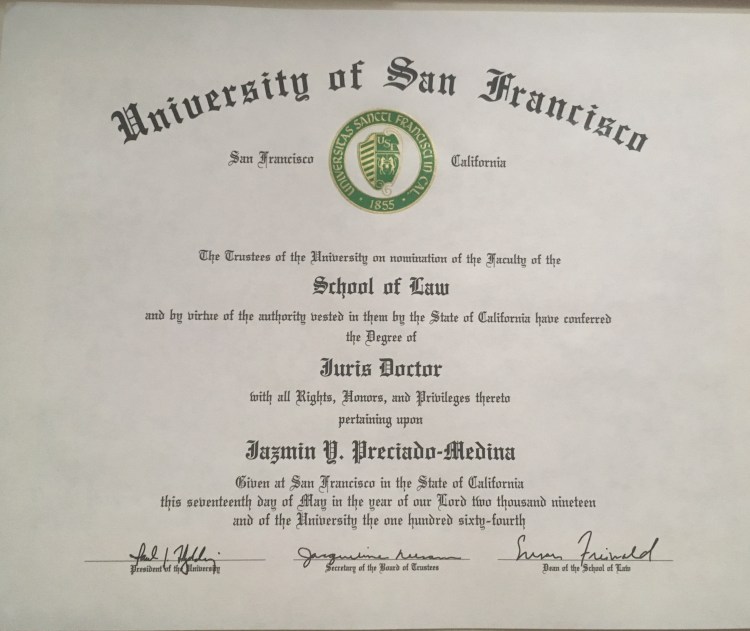 University of San Francisco
San Francisco
UNIVERSITAS SANCTI FRANCISCI IN CAL.
USF
1855
California
The Trustees of the University on nomination of the Faculty of the
School of Law
and by virtue of the authority vested in them by the State of California have conferred
the Degree of
Juris Doctor
with all Rights, Honors, and Privileges thereto
pertaining upon
Jazmin Y. Preciado-Medina
Given at San Francisco in the State of California
this seventeenth day of May in the year of our Lord two thousand nineteen
and of the University the one hundred sixty-fourth
Susan Freiwald
President of the University
Secretary of the Board of Trustees
Dean of the School of Law